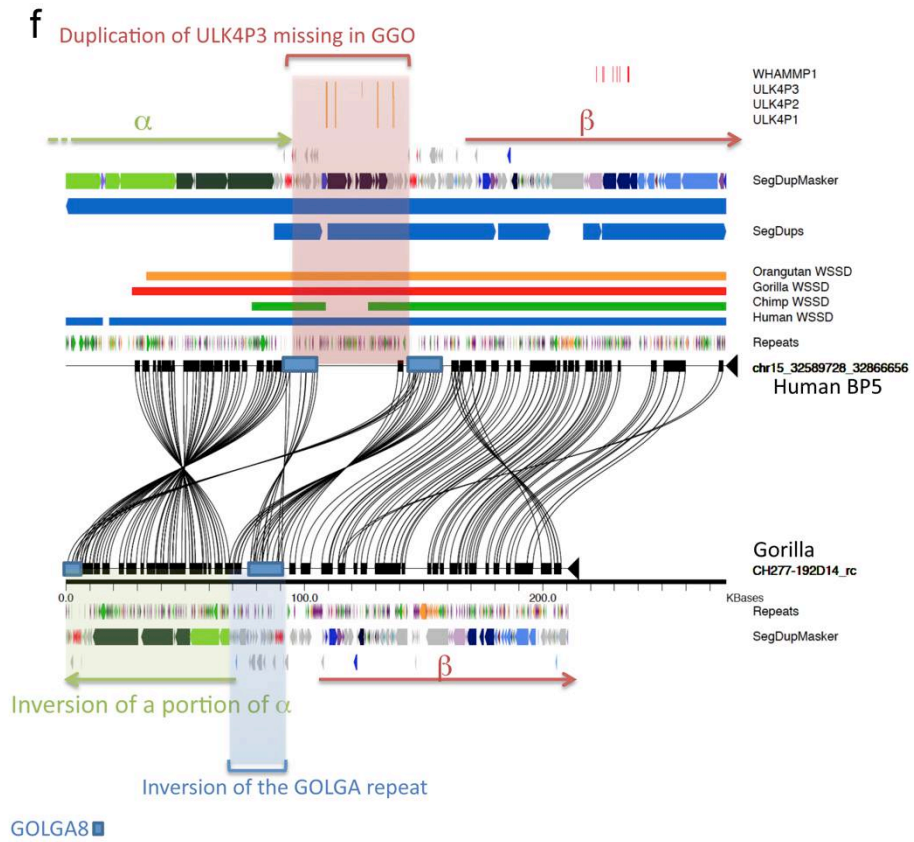 f
Duplication of ULK4P3 missing in GGO
WHAMMP1
ULK4P3
ULK4P2
ULK4P1
α
β
SegDupMasker
SegDups
Orangutan WSSD
Gorilla WSSD
Chimp WSSD
Human WSSD
Repeats
chr15_32589728_32866656
Human BP5
Gorilla
CH277-192D14_rc
0.0 100.0 200.0 KBases
Repeats
SegDupMasker
β
Inversion of a portion of α
Inversion of the GOLGA repeat
GOLGA8